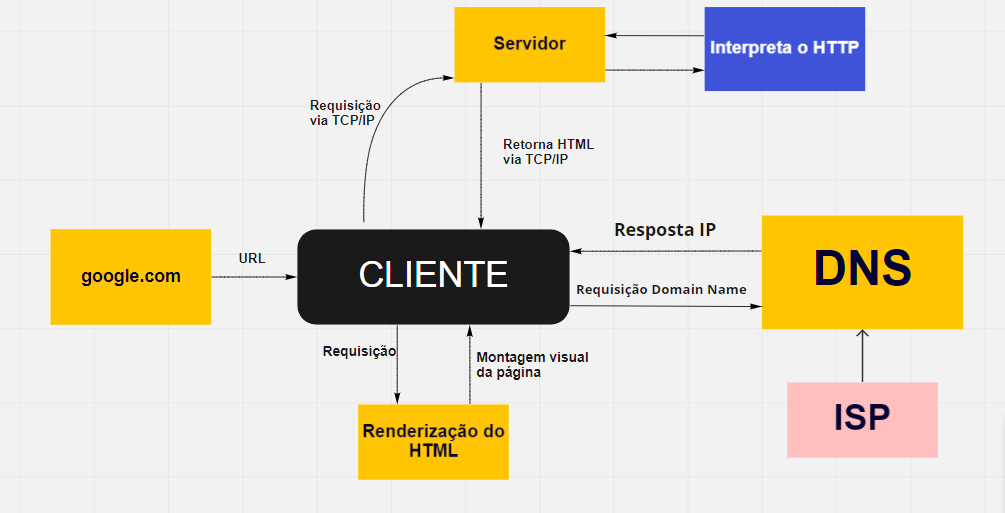 Servidor
Interpreta o HTTP
Requisição
via TCP/IP
Retorna HTML
via TCP/IP
google.com
URL
CLIENTE
Resposta IP
Requisição Domain Name
DNS
Requisição
Montagem visual
da página
Renderização do
HTML
ISP